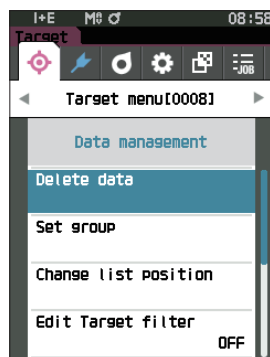 I+E M0 08:58
Target
-JOB
Target menu[0008]
Data management
Delete data
Set group
Change list position
Edit Target filter
OFF